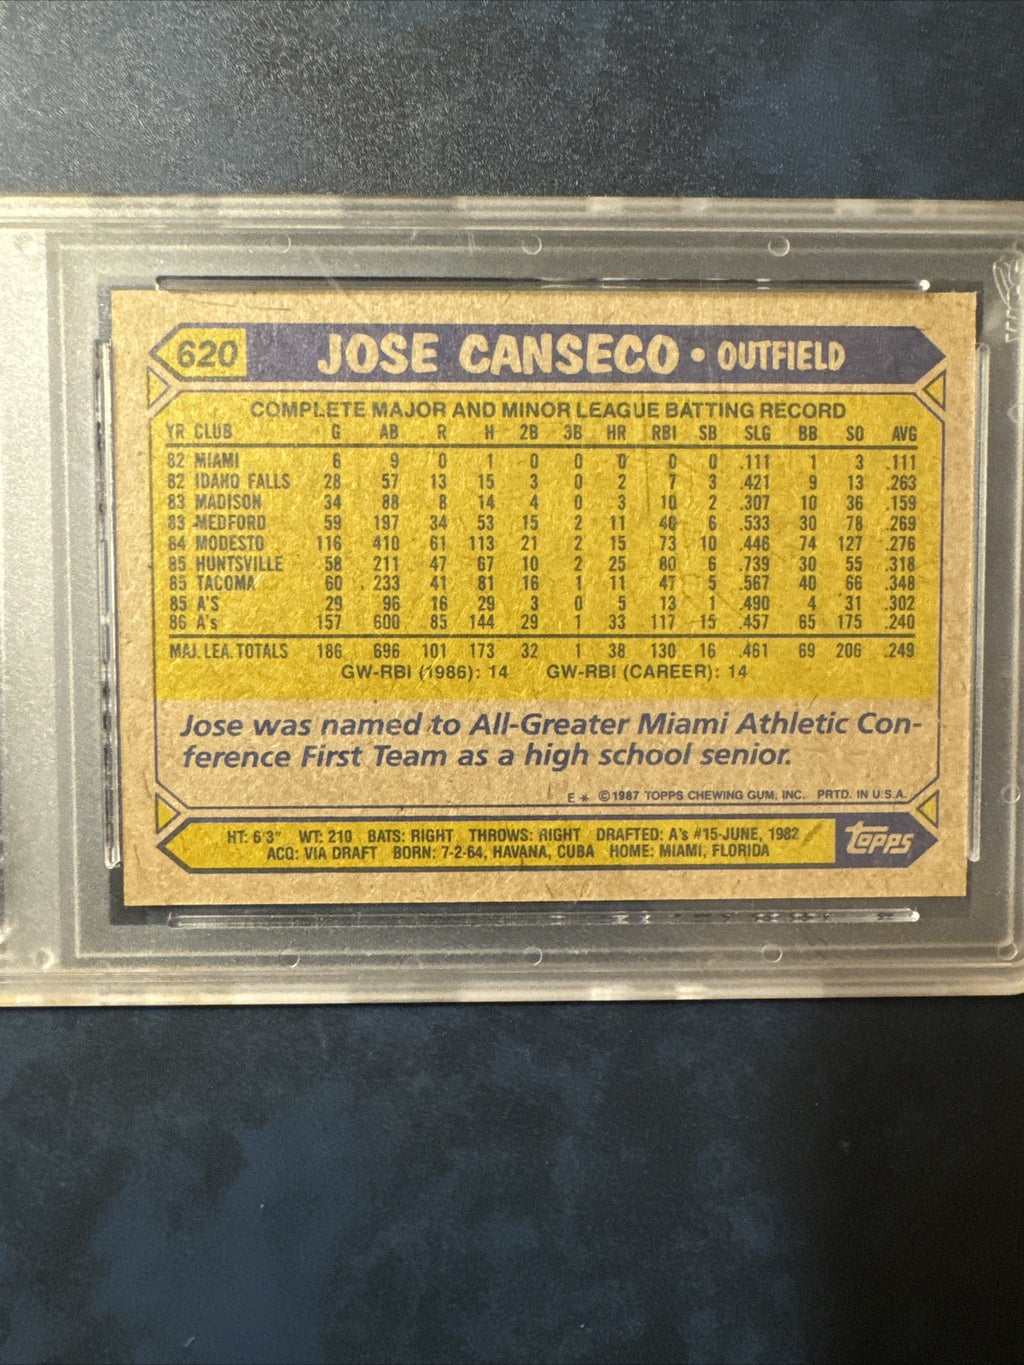 620 JOSE CANSECO • OUTFIELD
COMPLETE MAJOR AND MINOR LEAGUE BATTING RECORD
YR CLUB G AB R H 2B 3B HR RBI SB SLG BB SO AVG
82 MIAMI 6 9 0 1 0 0 0 0 0 .111 1 3 .111
82 IDAHO FALLS 28 57 13 15 3 0 2 7 3 .421 9 13 .263
83 MADISON 34 88 8 14 4 0 3 10 2 .307 10 36 .159
83 MEDFORD 59 197 34 53 15 2 11 40 6 .533 30 78 .269
84 MODESTO 116 410 61 113 21 2 15 73 10 .446 74 127 .276
85 HUNTSVILLE 58 211 47 67 10 2 25 80 6 .739 30 55 .318
85 TACOMA 60 233 41 81 16 1 11 47 5 .567 40 66 .348
85 A'S 29 96 16 29 3 0 5 13 1 .490 4 31 .302
86 A's 157 600 85 144 29 1 33 117 15 .457 65 175 .240
MAJ. LEA. TOTALS 186 696 101 173 32 1 38 130 16 .461 69 206 .249
GW-RBI (1986): 14 GW-RBI (CAREER): 14
Jose was named to All-Greater Miami Athletic Con-
ference First Team as a high school senior.
E * © 1987 TOPPS CHEWING GUM, INC. PRTD. IN U.S.A.
HT: 6'3" WT: 210 BATS: RIGHT THROWS: RIGHT DRAFTED: A's #15-JUNE, 1982
ACQ: VIA DRAFT BORN: 7-2-64, HAVANA, CUBA HOME: MIAMI, FLORIDA
Topps